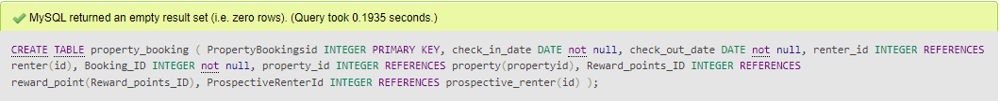 MySQL returned an empty result set (i.e. zero rows). (Query took 0.1935 seconds.)
CREATE TABLE property_booking ( PropertyBookingsid INTEGER PRIMARY KEY, check_in_date DATE not null, check_out_date DATE not null, renter_id INTEGER REFERENCES
renter(id), Booking_ID INTEGER not null, property_id INTEGER REFERENCES property(propertyid), Reward_points_ID INTEGER REFERENCES
reward_point(Reward_points_ID), ProspectiveRenterId INTEGER REFERENCES prospective_renter(id) );